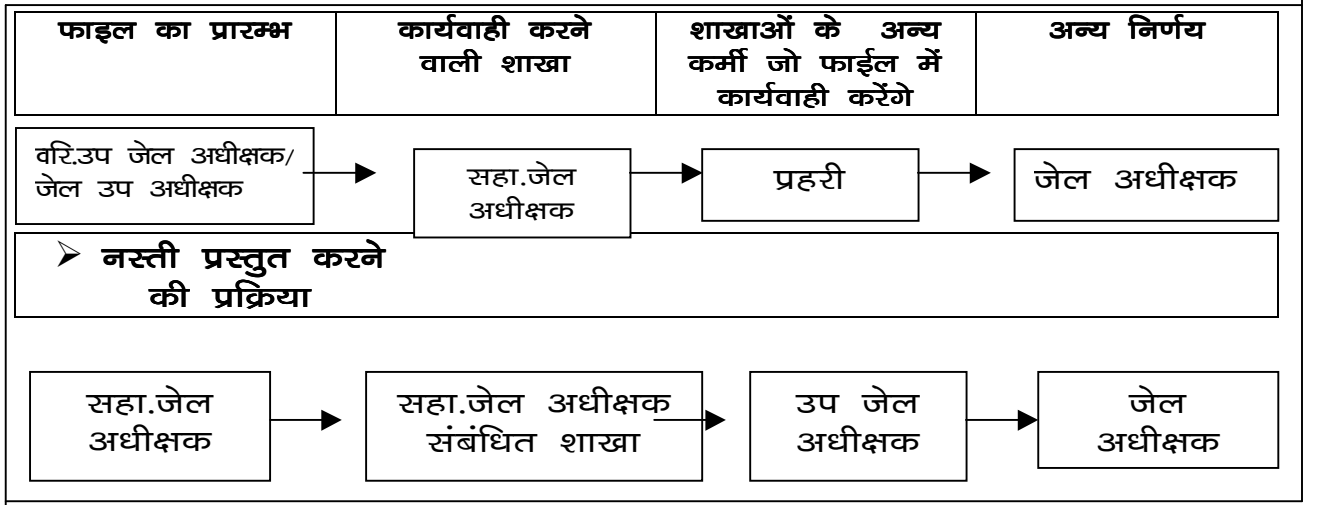 फाइल का प्रारम्भ
कार्यवाही करने
वाली शाखा
शाखाओं के अन्य
कर्मी जो फाईल में
कार्यवाही करेंगे
अन्य निर्णय
वरि.उप जेल अधीक्षक/
जेल उप अधीक्षक
सहा.जेल
अधीक्षक
प्रहरी
जेल अधीक्षक
➢ नस्ती प्रस्तुत करने
की प्रक्रिया
सहा.जेल
अधीक्षक
सहा.जेल अधीक्षक
संबंधित शाखा
उप जेल
अधीक्षक
जेल
अधीक्षक